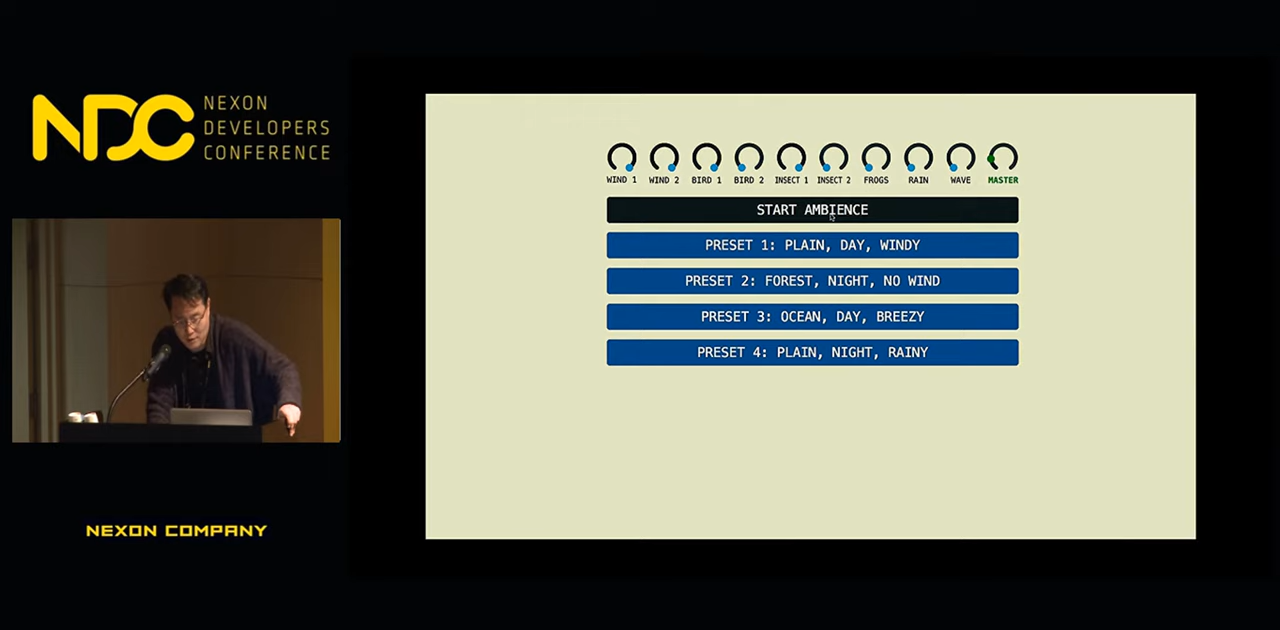 NDC
NEXON
DEVELOPERS
CONFERENCE
WIND 1
WIND 2
BIRD 1
BIRD 2
INSECT 1
INSECT 2
FROGS
RAIN
WAVE
MASTER
START AMBIENCE
PRESET 1: PLAIN, DAY, WINDY
PRESET 2: FOREST, NIGHT, NO WIND
PRESET 3: OCEAN, DAY, BREEZY
PRESET 4: PLAIN, NIGHT, RAINY
NEXON COMPANY